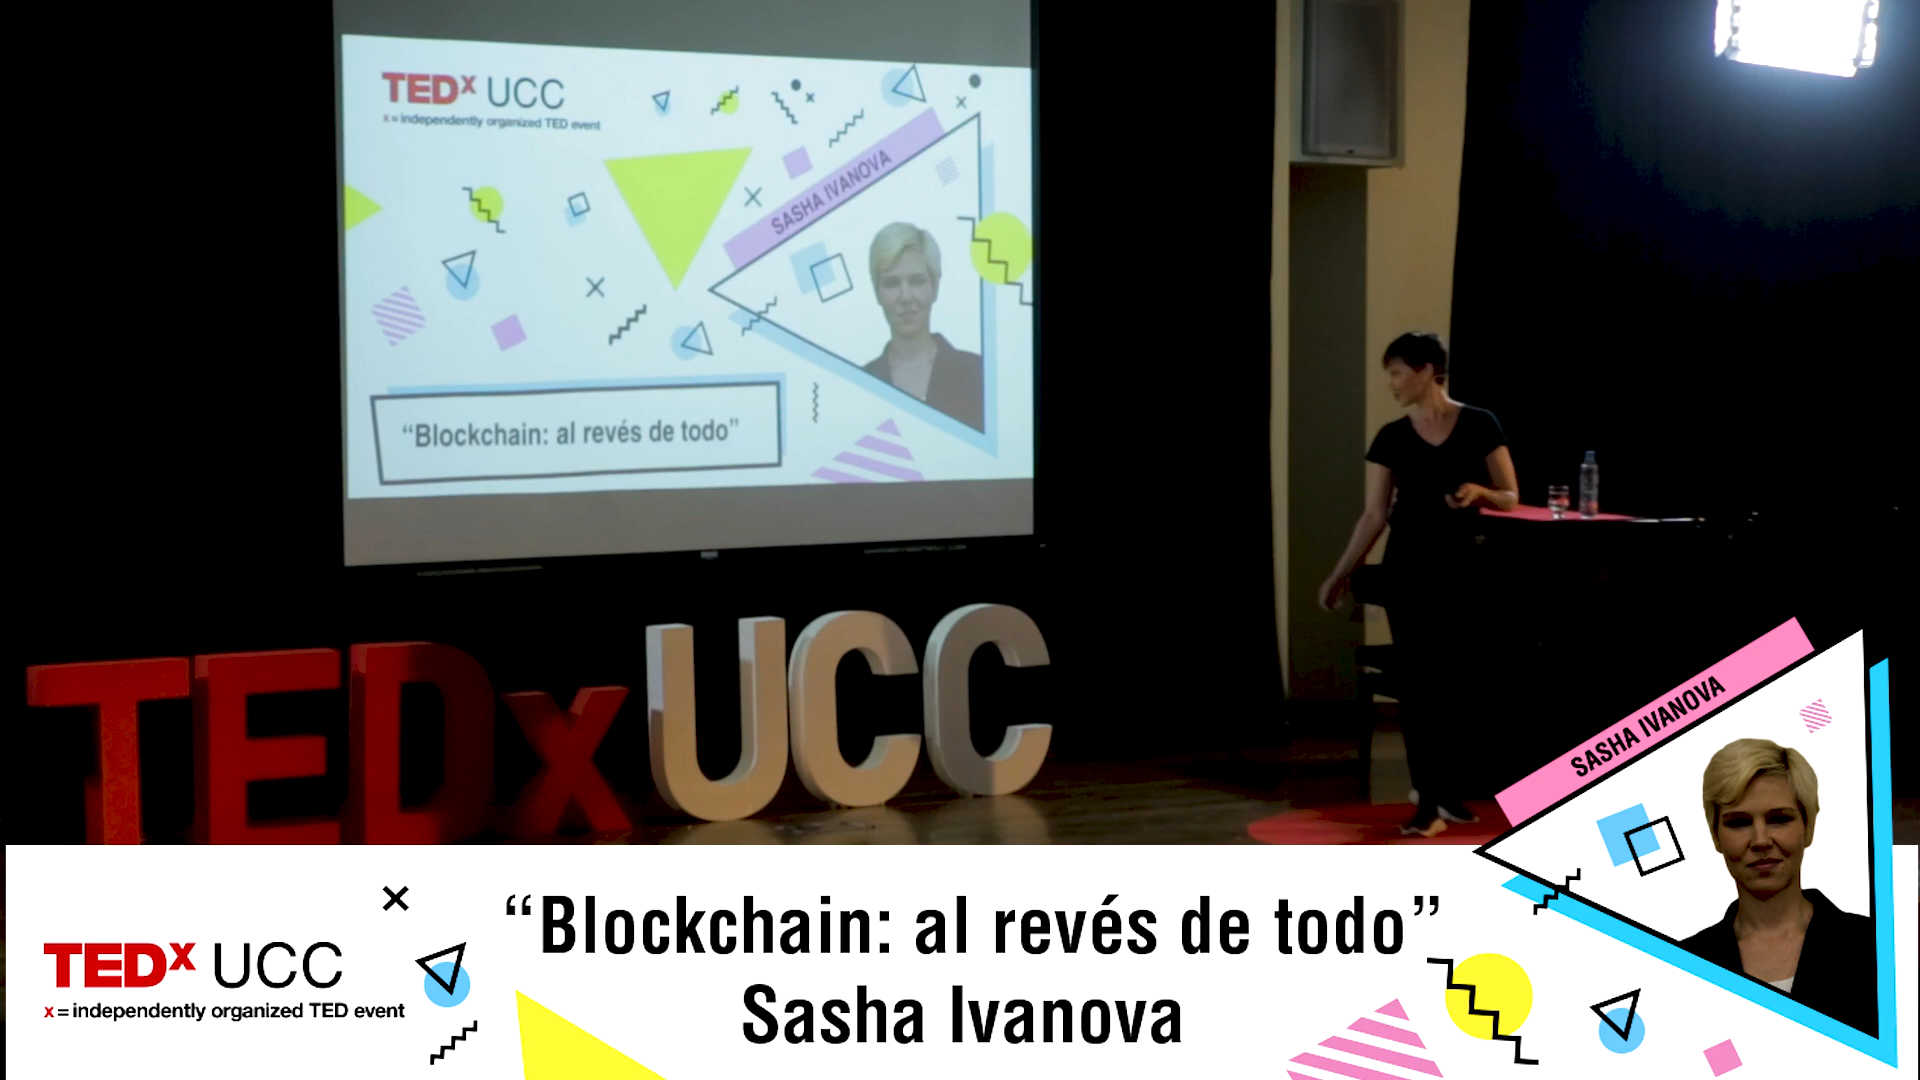 TEDx UCC
x = independently organized TED event
SASHA IVANOVA
“Blockchain: al revés de todo”
TEDxUCC
SASHA IVANOVA
“Blockchain: al revés de todo”
Sasha Ivanova
TEDx UCC
x = independently organized TED event